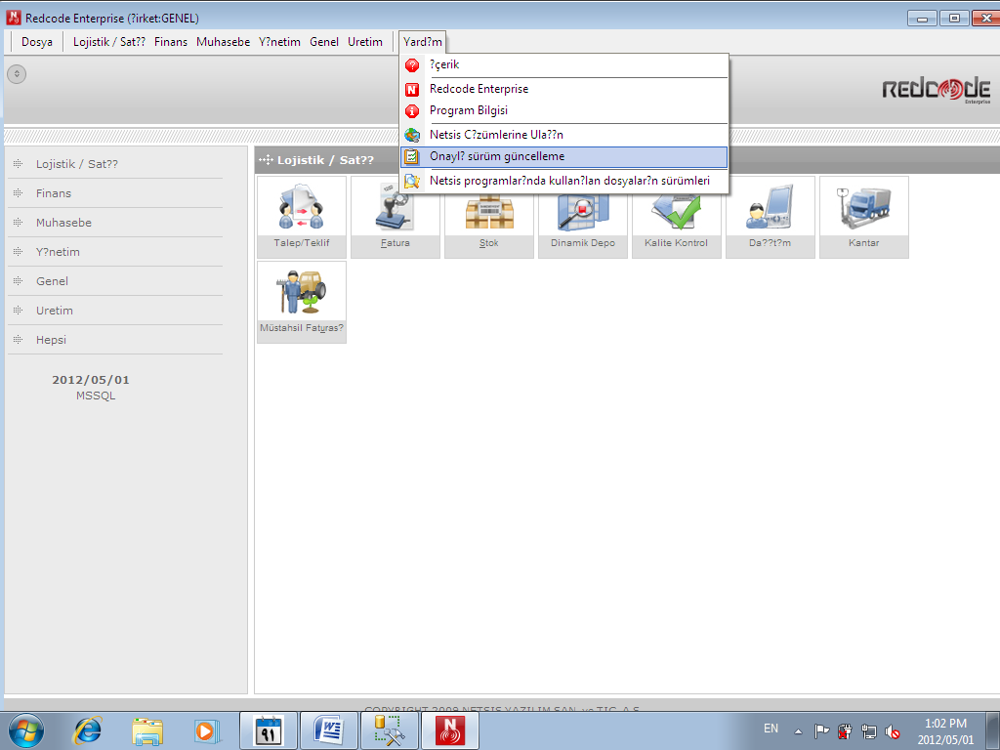 Redcode Enterprise (?irket:GENEL)
Dosya Lojistik / Sat?? Finans Muhasebe Y?netim Genel Uretim Yard?m
?çerik
Redcode Enterprise
Program Bilgisi
Netsis C?zümlerine Ula??n
Onayl? sürüm güncelleme
Netsis programlar?nda kullan?lan dosyalar?n sürümleri
REDCODE
Enterprise
Lojistik / Sat??
Finans
Muhasebe
Y?netim
Genel
Uretim
Hepsi
2012/05/01
MSSQL
Lojistik / Sat??
Talep/Teklif Fatura Stok Dinamik Depo Kalite Kontrol Da??t?m Kantar
Müstahsil Faturas?
COPYRIGHT 2009 NETSIS YAZILIM SAN. ve TIC. A.S.
EN
1:02 PM
2012/05/01